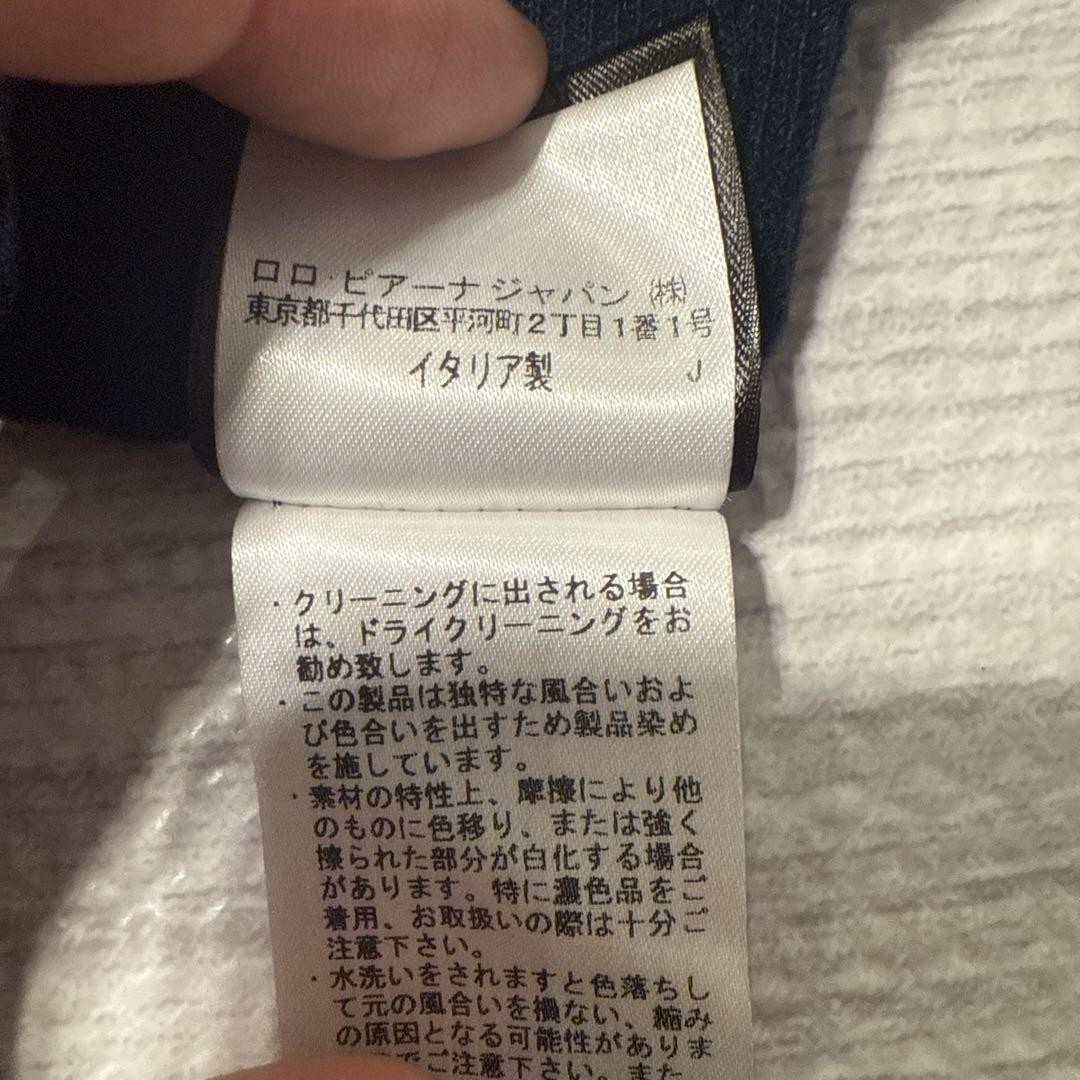 ロロ・ピアーナ ジャパン (株)
東京都千代田区平河町2丁目1番1号
イタリア製 J
・クリーニングに出される場合
は、ドライクリーニングをお
勧め致します。
・この製品は独特な風合いおよ
び色合いを出すため製品染め
を施しています。
・素材の特性上、摩擦により他
のものに色移り、または強く
擦られた部分が白化する場合
があります。特に濃色品をご
着用、お取扱いの際は十分ご
注意下さい。
・水洗いをされますと色落ちし
て元の風合いを損ない、縮み
の原因となる可能性がありま
でご注意下さい。また